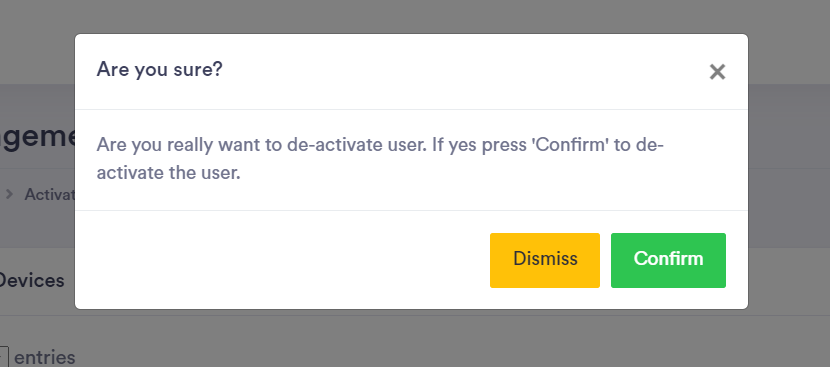 Are you sure?
Are you really want to de-activate user. If yes press 'Confirm' to de-
activate the user.
Dismiss
Confirm
Devices
entries